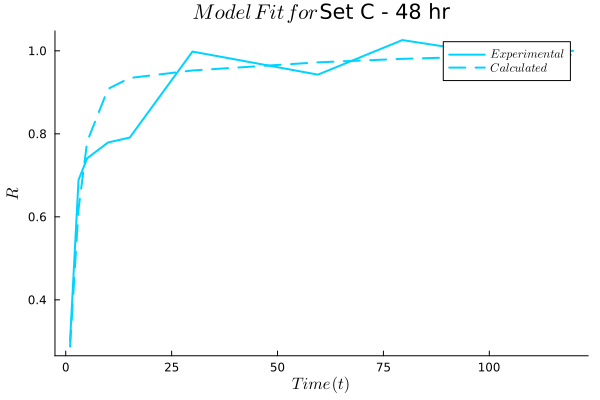 Model Fit for Set C - 48 hr
1.0
0.8
0.6
0.4
R
Experimental
Calculated
0 25 50 75 100
Time(t)